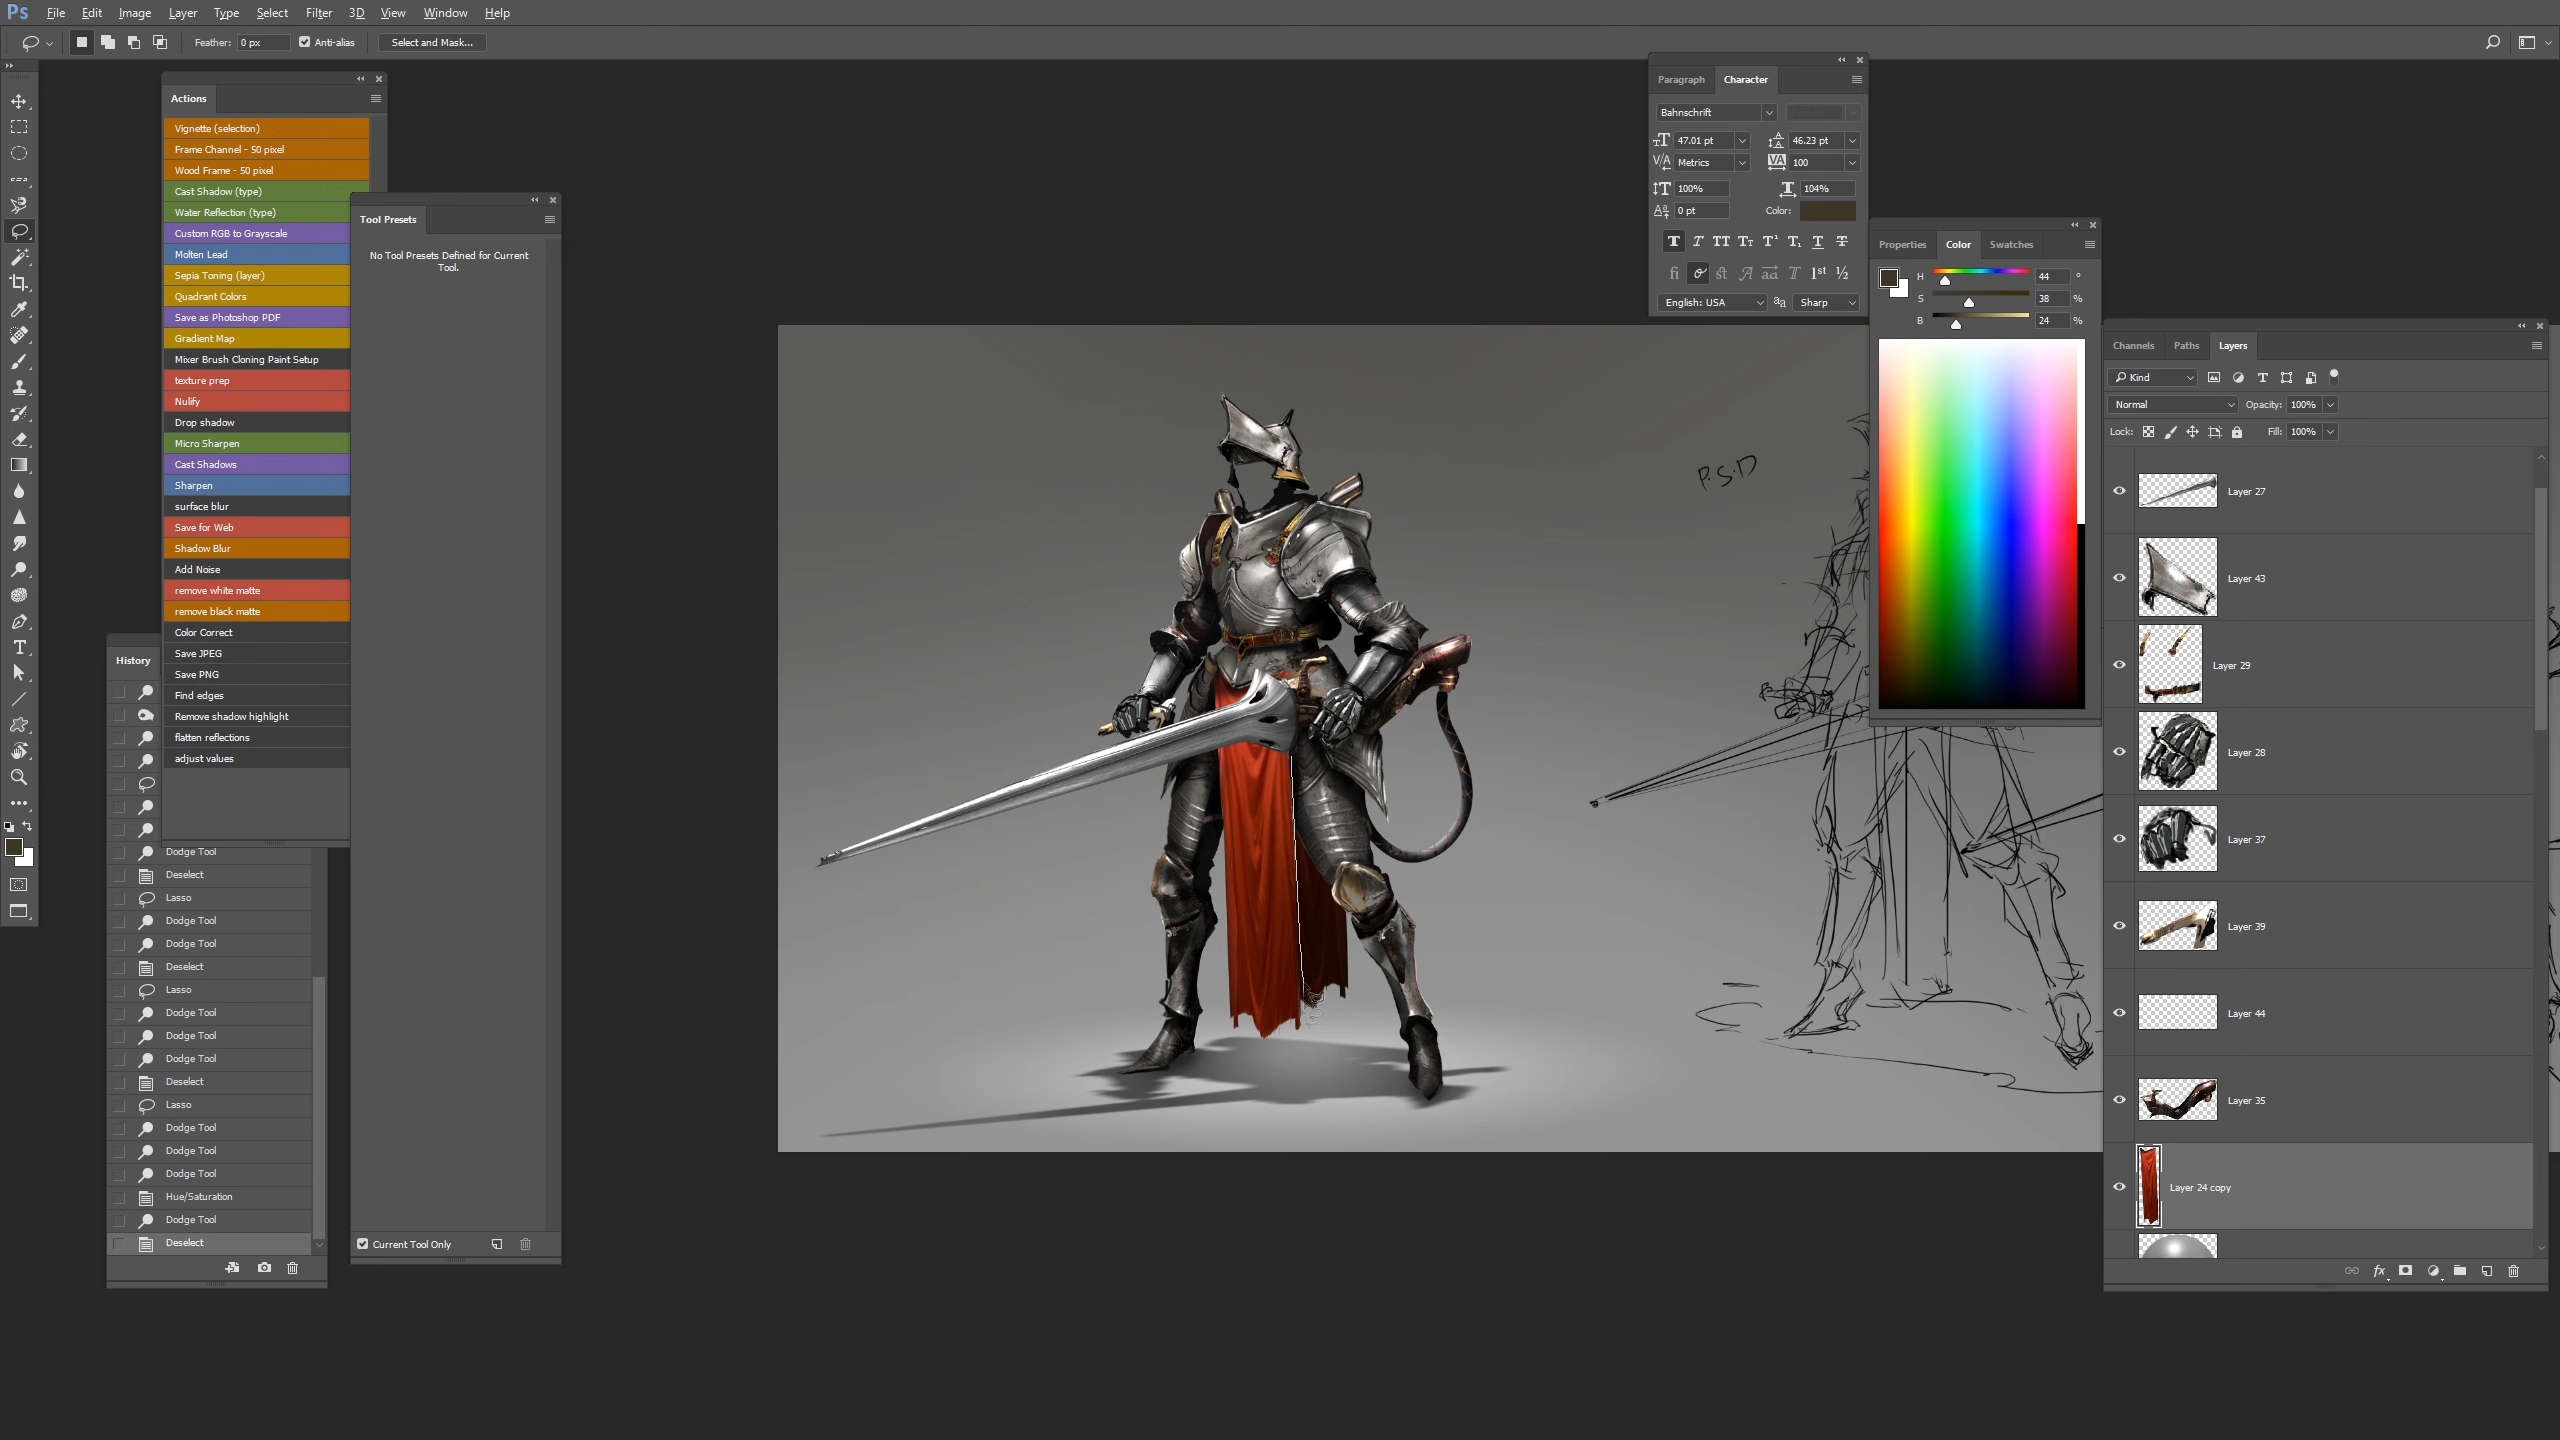 Ps File Edit Image Layer Type Select Filter 3D View Window Help
Feather: 0 px Anti-alias Select and Mask...
Actions
Vignette (selection)
Frame Channel - 50 pixel
Wood Frame - 50 pixel
Cast Shadow (type)
Water Reflection (type)
Custom RGB to Grayscale
Molten Lead
Sepia Toning (layer)
Quadrant Colors
Save as Photoshop PDF
Gradient Map
Mixer Brush Cloning Paint Setup
texture prep
Nulify
Drop shadow
Micro Sharpen
Cast Shadows
Sharpen
surface blur
Save for Web
Shadow Blur
Add Noise
remove white matte
remove black matte
Color Correct
Save JPEG
Save PNG
Find edges
Remove shadow highlight
flatten reflections
adjust values
Tool Presets
No Tool Presets Defined for Current
Tool.
Current Tool Only
History
Dodge Tool
Deselect
Lasso
Dodge Tool
Dodge Tool
Deselect
Lasso
Dodge Tool
Dodge Tool
Dodge Tool
Deselect
Lasso
Dodge Tool
Dodge Tool
Dodge Tool
Hue/Saturation
Dodge Tool
Deselect
P.S.D
Paragraph Character
Bahnschrift
47.01 pt 46.23 pt
Metrics 100
100% 104%
0 pt Color:
English: USA aa Sharp
Properties Color Swatches
H 44 °
S 38 %
B 24 %
Channels Paths Layers
Kind
Normal Opacity: 100%
Lock: Fill: 100%
Layer 27
Layer 43
Layer 29
Layer 28
Layer 37
Layer 39
Layer 44
Layer 35
Layer 24 copy
fx